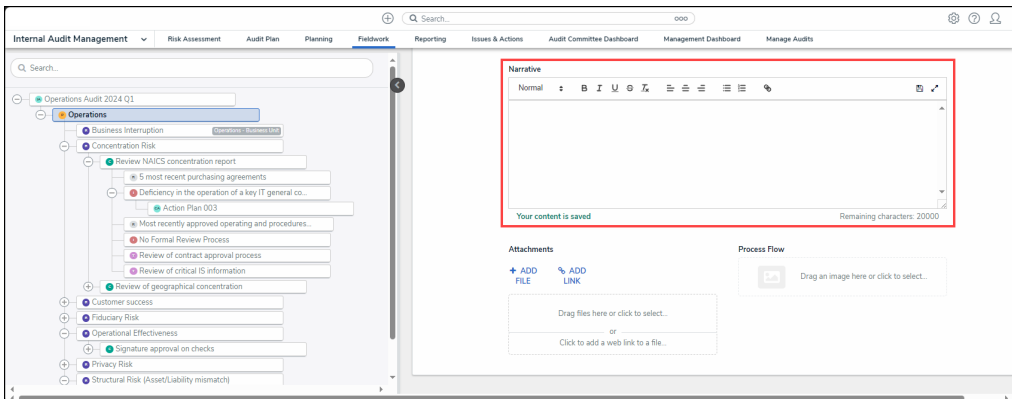 Search...
Internal Audit Management
Risk Assessment
Audit Plan
Planning
Fieldwork
Reporting
Issues & Actions
Audit Committee Dashboard
Management Dashboard
Manage Audits
Search...
Operations Audit 2024 Q1
Operations
Business Interruption
Operations - Business Unit
Concentration Risk
Review NAICS concentration report
5 most recent purchasing agreements
Deficiency in the operation of a key IT general co...
Action Plan 003
Most recently approved operating and procedures...
No Formal Review Process
Review of contract approval process
Review of critical IS information
Review of geographical concentration
Customer success
Fiduciary Risk
Operational Effectiveness
Signature approval on checks
Privacy Risk
Structural Risk (Asset/Liability mismatch)
Narrative
Normal
B I U S
Your content is saved
Remaining characters: 20000
Attachments
+ ADD FILE
ADD LINK
Drag files here or click to select...
or
Click to add a web link to a file...
Process Flow
Drag an image here or click to select...